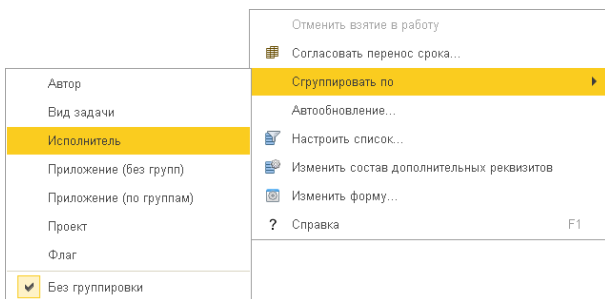 Отменить взятие в работу
Согласовать перенос срока...
Сгруппировать по
Автообновление...
Настроить список...
Изменить состав дополнительных реквизитов
Изменить форму...
? Справка F1
Автор
Вид задачи
Исполнитель
Приложение (без групп)
Приложение (по группам)
Проект
Флаг
Без группировки